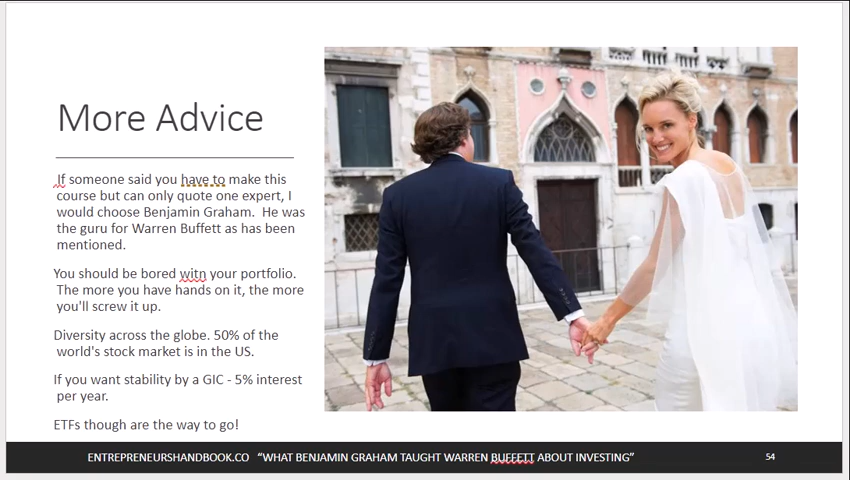 More Advice
If someone said you have to make this
course but can only quote one expert, I
would choose Benjamin Graham.  He was
the guru for Warren Buffett as has been
mentioned.
You should be bored witn your portfolio.
The more you have hands on it, the more
you'll screw it up.
Diversity across the globe. 50% of the
world's stock market is in the US.
If you want stability by a GIC - 5% interest
per year.
ETFs though are the way to go!
ENTREPRENEURSHANDBOOK.CO   “WHAT BENJAMIN GRAHAM TAUGHT WARREN BUFFETT ABOUT INVESTING”
54